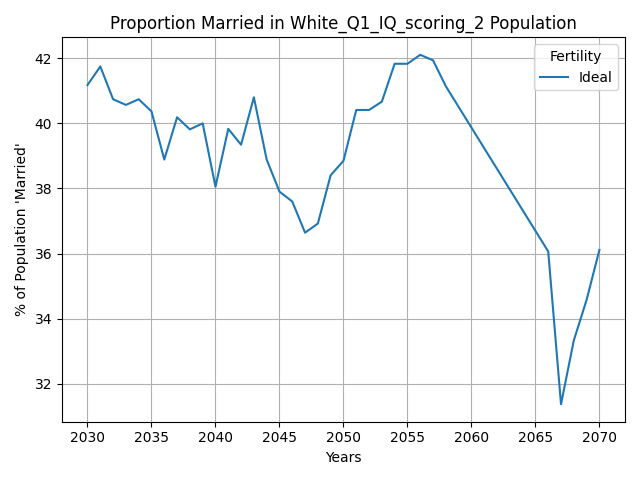 Proportion Married in White_Q1_IQ_scoring_2 Population
Fertility
Ideal
% of Population 'Married'
42
40
38
36
34
32
2030 2035 2040 2045 2050 2055 2060 2065 2070
Years